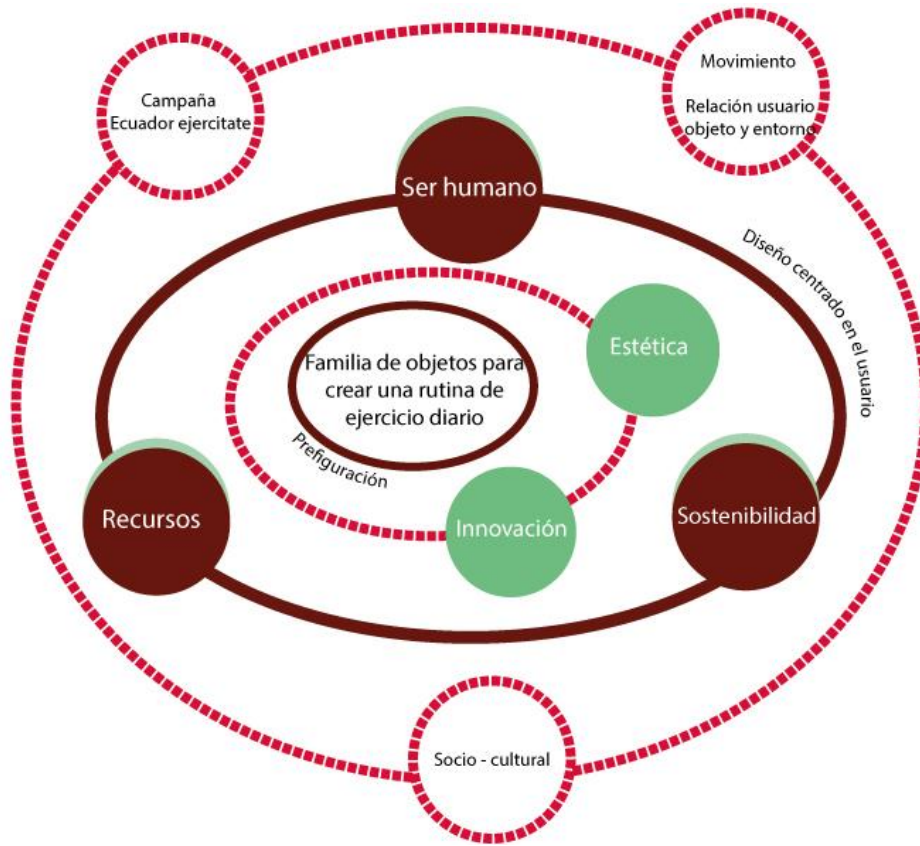 Campaña
Ecuador ejercitate
Movimiento
Relación usuario
objeto y entorno
Ser humano
Diseño centrado en el usuario
Estética
Familia de objetos para
crear una rutina de
ejercicio diario
Prefiguración
Recursos
Innovación
Sostenibilidad
Socio - cultural